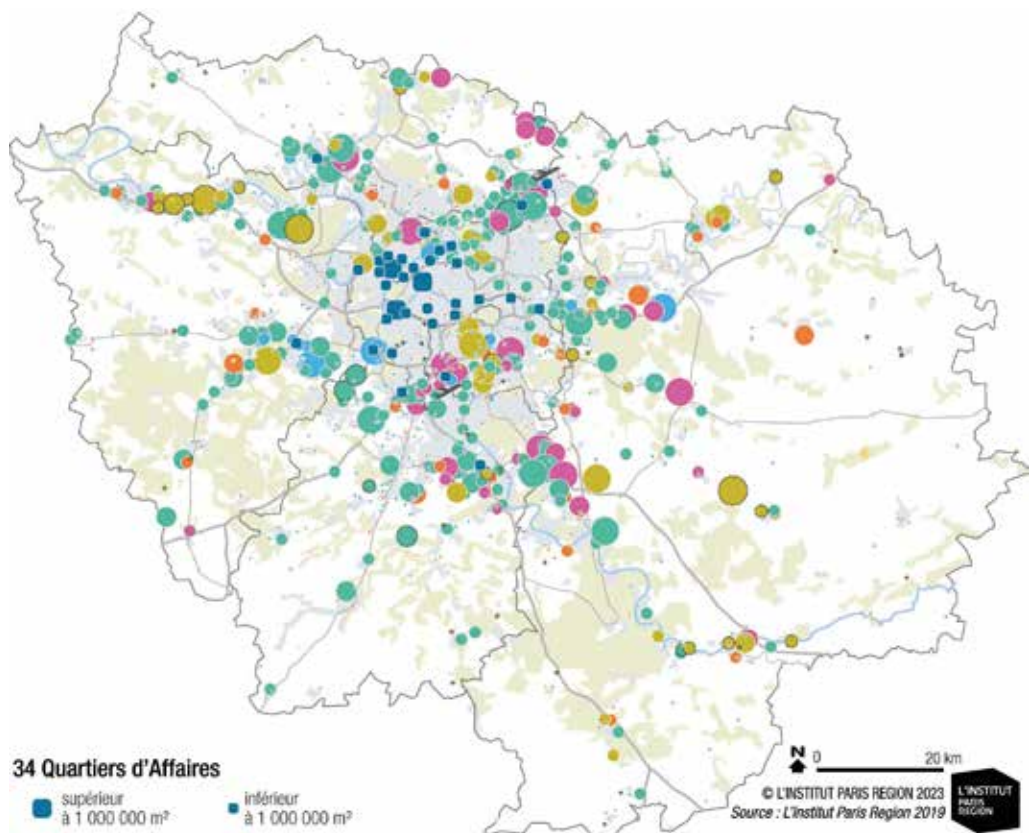 34 Quartiers d'Affaires
supérieur
à 1 000 000 m²
inférieur
à 1 000 000 m²
N
0
20 km
© L'INSTITUT PARIS REGION 2023
Source : L'institut Paris Region 2019
L'INSTITUT
PARIS
REGION